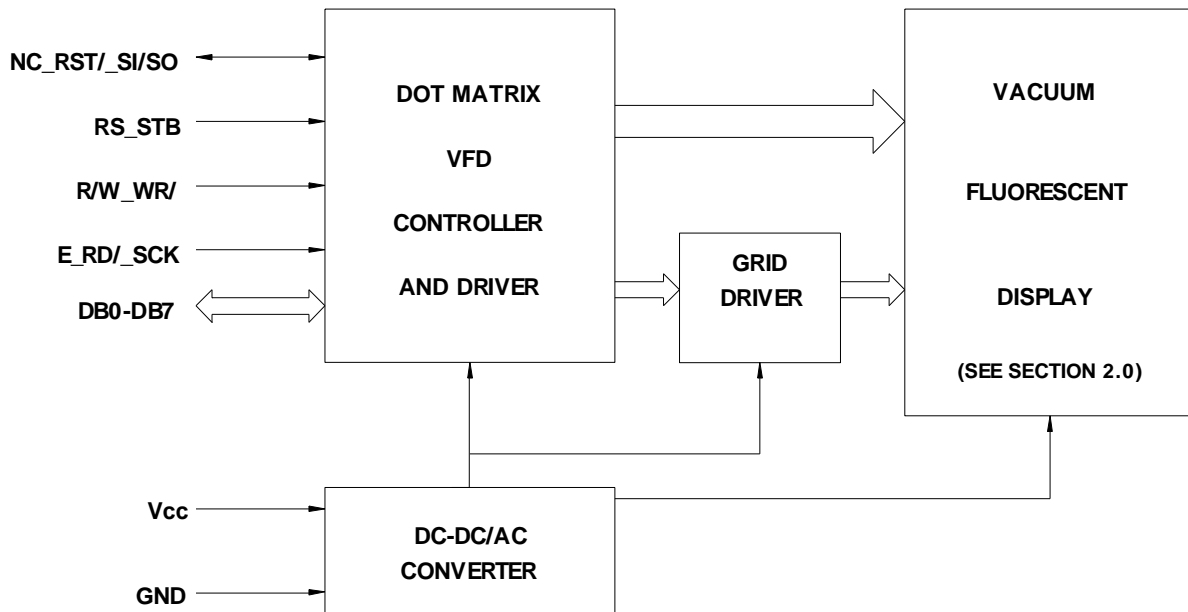 NC_RST/_SI/SO
RS_STB
R/W_WR/
E_RD/_SCK
DB0-DB7
DOT MATRIX
VFD
CONTROLLER
AND DRIVER
GRID
DRIVER
VACUUM
FLUORESCENT
DISPLAY
(SEE SECTION 2.0)
Vcc
GND
DC-DC/AC
CONVERTER